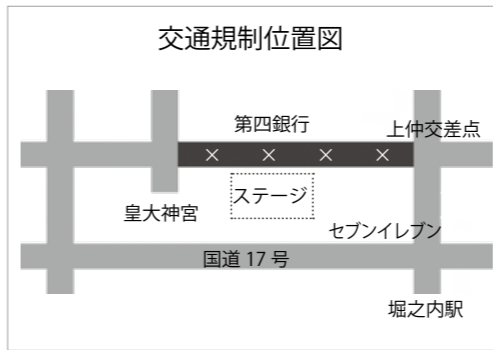 交通規制位置図
第四銀行
上仲交差点
× × × ×
ステージ
皇大神宮
セブンイレブン
国道 17 号
堀之内駅